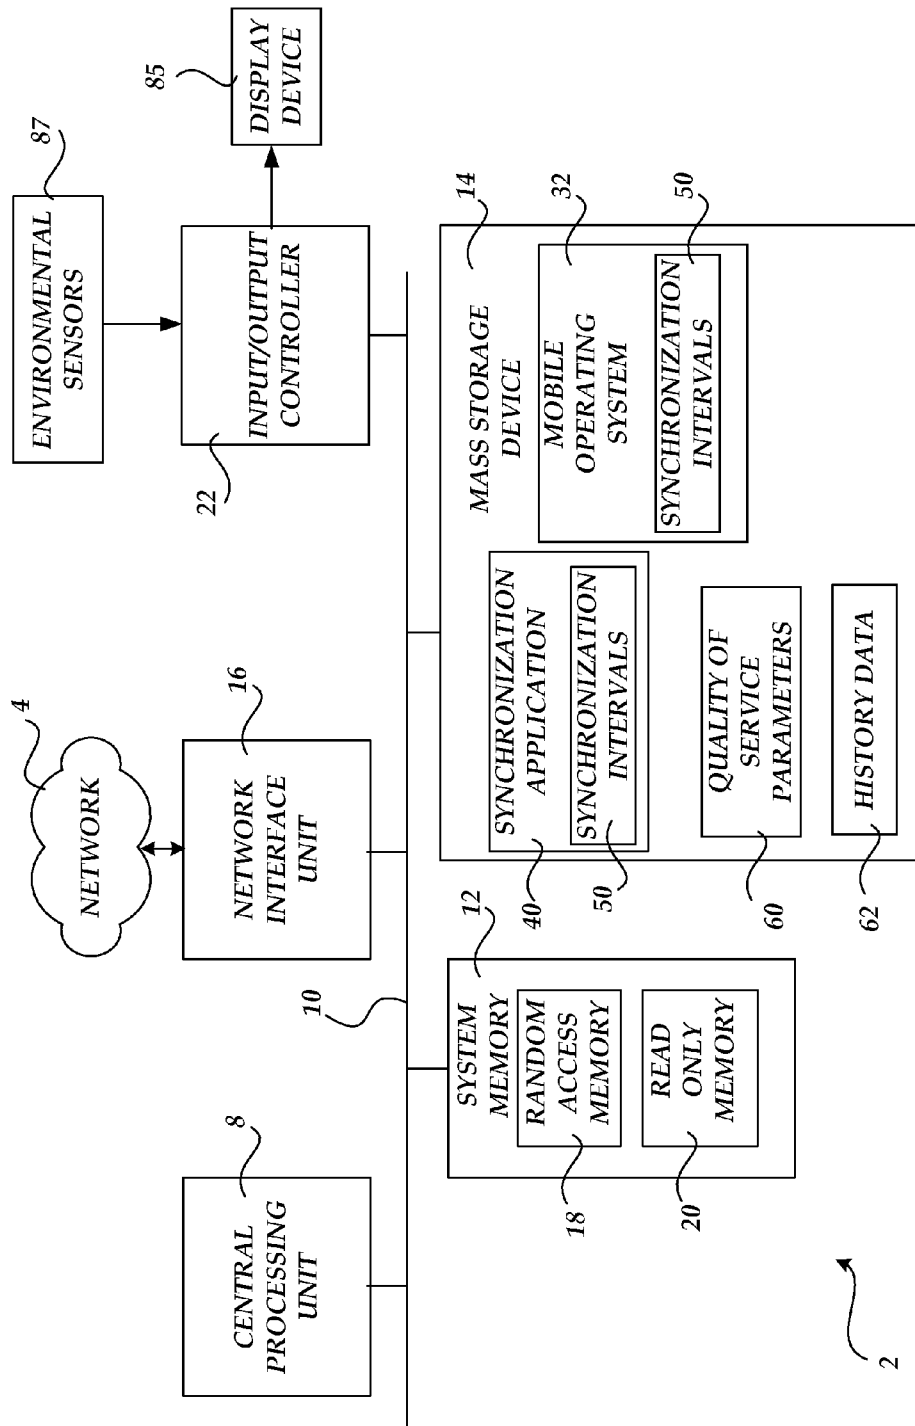 ENVIRONMENTAL
SENSORS
87
DISPLAY
DEVICE
85
INPUT/OUTPUT
CONTROLLER
22
NETWORK
4
NETWORK
INTERFACE
UNIT
16
CENTRAL
PROCESSING
UNIT
8
10
SYSTEM
MEMORY
12
RANDOM
ACCESS
MEMORY
18
READ
ONLY
MEMORY
20
MASS STORAGE
DEVICE
14
SYNCHRONIZATION
APPLICATION
40
SYNCHRONIZATION
INTERVALS
50
MOBILE
OPERATING
SYSTEM
32
SYNCHRONIZATION
INTERVALS
50
QUALITY OF
SERVICE
PARAMETERS
60
HISTORY DATA
62
2